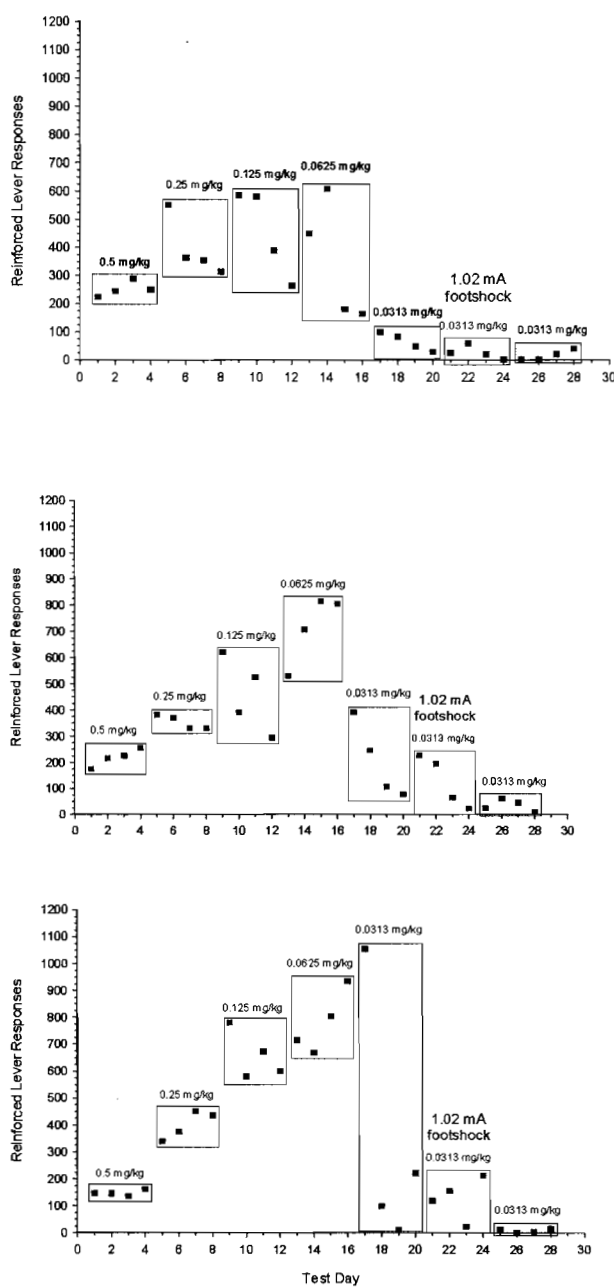 1200
1100
1000
900
800
700
600
500
400
300
200
100
0
Reinforced Lever Responses
0.5 mg/kg
0.25 mg/kg
0.125 mg/kg
0.0625 mg/kg
0.0313 mg/kg
1.02 mA
footshock
0.0313 mg/kg
0.0313 mg/kg
0 2 4 6 8 10 12 14 16 18 20 22 24 26 28 30
1200
1100
1000
900
800
700
600
500
400
300
200
100
0
Reinforced Lever Responses
0.5 mg/kg
0.25 mg/kg
0.125 mg/kg
0.0625 mg/kg
0.0313 mg/kg
1.02 mA
footshock
0.0313 mg/kg
0.0313 mg/kg
0 2 4 6 8 10 12 14 16 18 20 22 24 26 28 30
1200
1100
1000
900
800
700
600
500
400
300
200
100
0
Reinforced Lever Responses
0.5 mg/kg
0.25 mg/kg
0.125 mg/kg
0.0625 mg/kg
0.0313 mg/kg
1.02 mA
footshock
0.0313 mg/kg
0.0313 mg/kg
0 2 4 6 8 10 12 14 16 18 20 22 24 26 28 30
Test Day